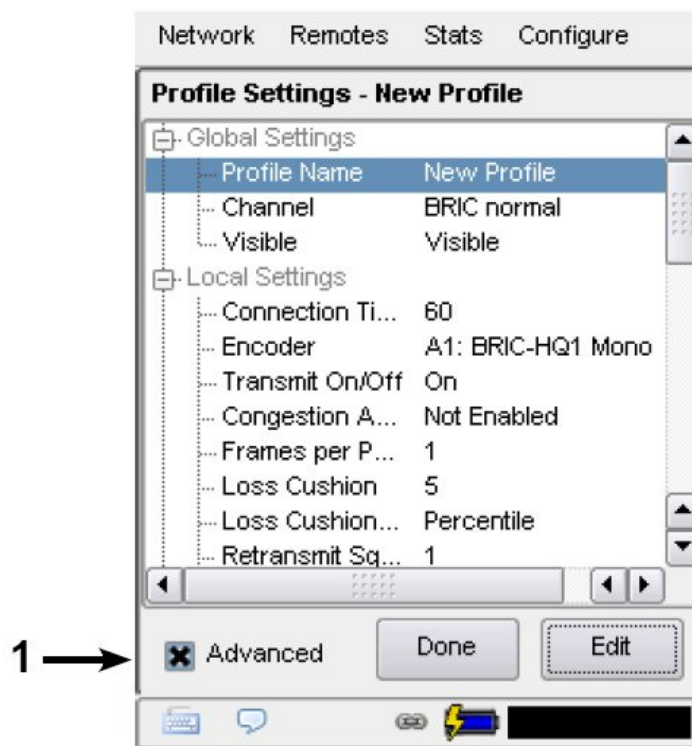 Network Remotes Stats Configure
Profile Settings - New Profile
Global Settings
Profile Name New Profile
Channel BRIC normal
Visible Visible
Local Settings
Connection Ti... 60
Encoder A1: BRIC-HQ1 Mono
Transmit On/Off On
Congestion A... Not Enabled
Frames per P... 1
Loss Cushion 5
Loss Cushion... Percentile
Retransmit Sq... 1
1 Advanced Done Edit